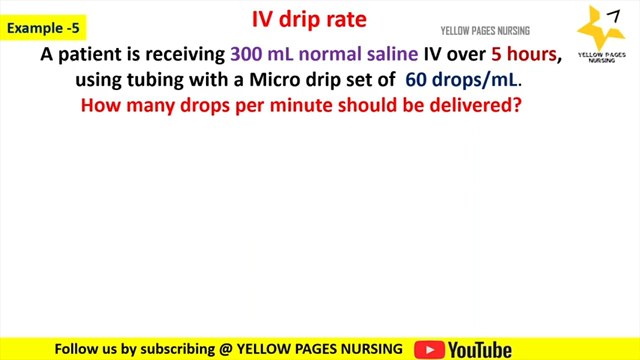 Example -5
IV drip rate
YELLOW PAGES NURSING
YELLOW PAGES
NURSING
A patient is receiving 300 mL normal saline IV over 5 hours,
using tubing with a Micro drip set of 60 drops/mL.
How many drops per minute should be delivered?
Follow us by subscribing @ YELLOW PAGES NURSING YouTube